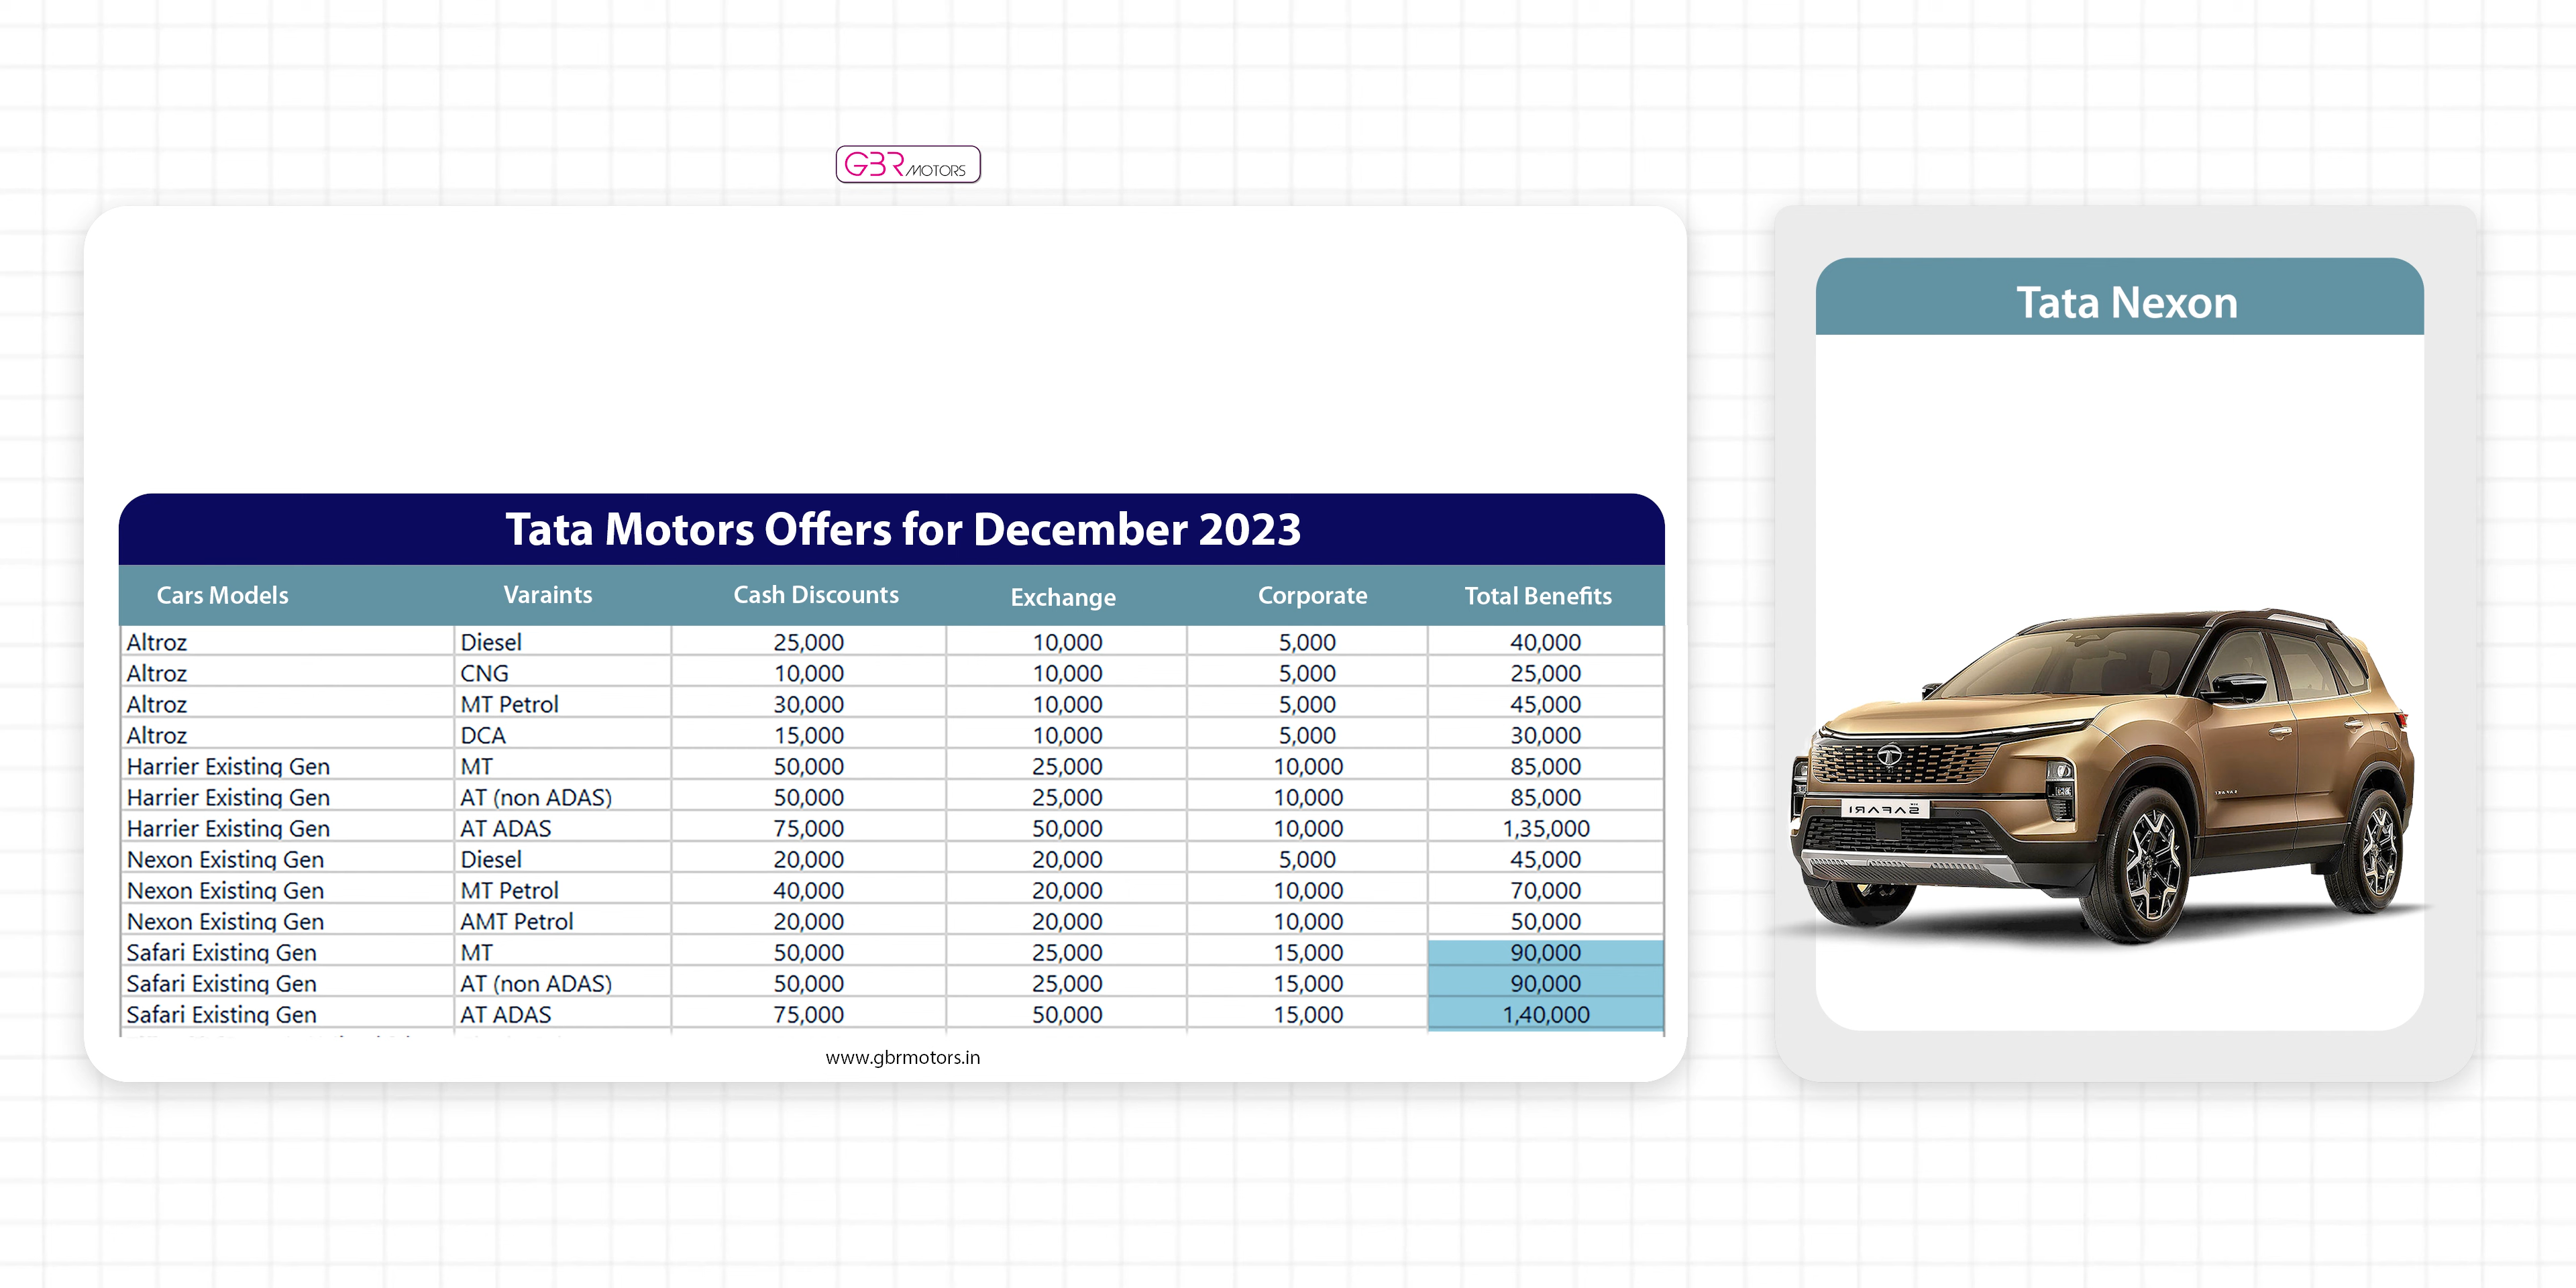 GBR MOTORS
Tata Motors Offers for December 2023
Cars Models Varaints Cash Discounts Exchange Corporate Total Benefits
Altroz Diesel 25,000 10,000 5,000 40,000
Altroz CNG 10,000 10,000 5,000 25,000
Altroz MT Petrol 30,000 10,000 5,000 45,000
Altroz DCA 15,000 10,000 5,000 30,000
Harrier Existing Gen MT 50,000 25,000 10,000 85,000
Harrier Existing Gen AT (non ADAS) 50,000 25,000 10,000 85,000
Harrier Existing Gen AT ADAS 75,000 50,000 10,000 1,35,000
Nexon Existing Gen Diesel 20,000 20,000 5,000 45,000
Nexon Existing Gen MT Petrol 40,000 20,000 10,000 70,000
Nexon Existing Gen AMT Petrol 20,000 20,000 10,000 50,000
Safari Existing Gen MT 50,000 25,000 15,000 90,000
Safari Existing Gen AT (non ADAS) 50,000 25,000 15,000 90,000
Safari Existing Gen AT ADAS 75,000 50,000 15,000 1,40,000
www.gbrmotors.in
Tata Nexon
SAFARI